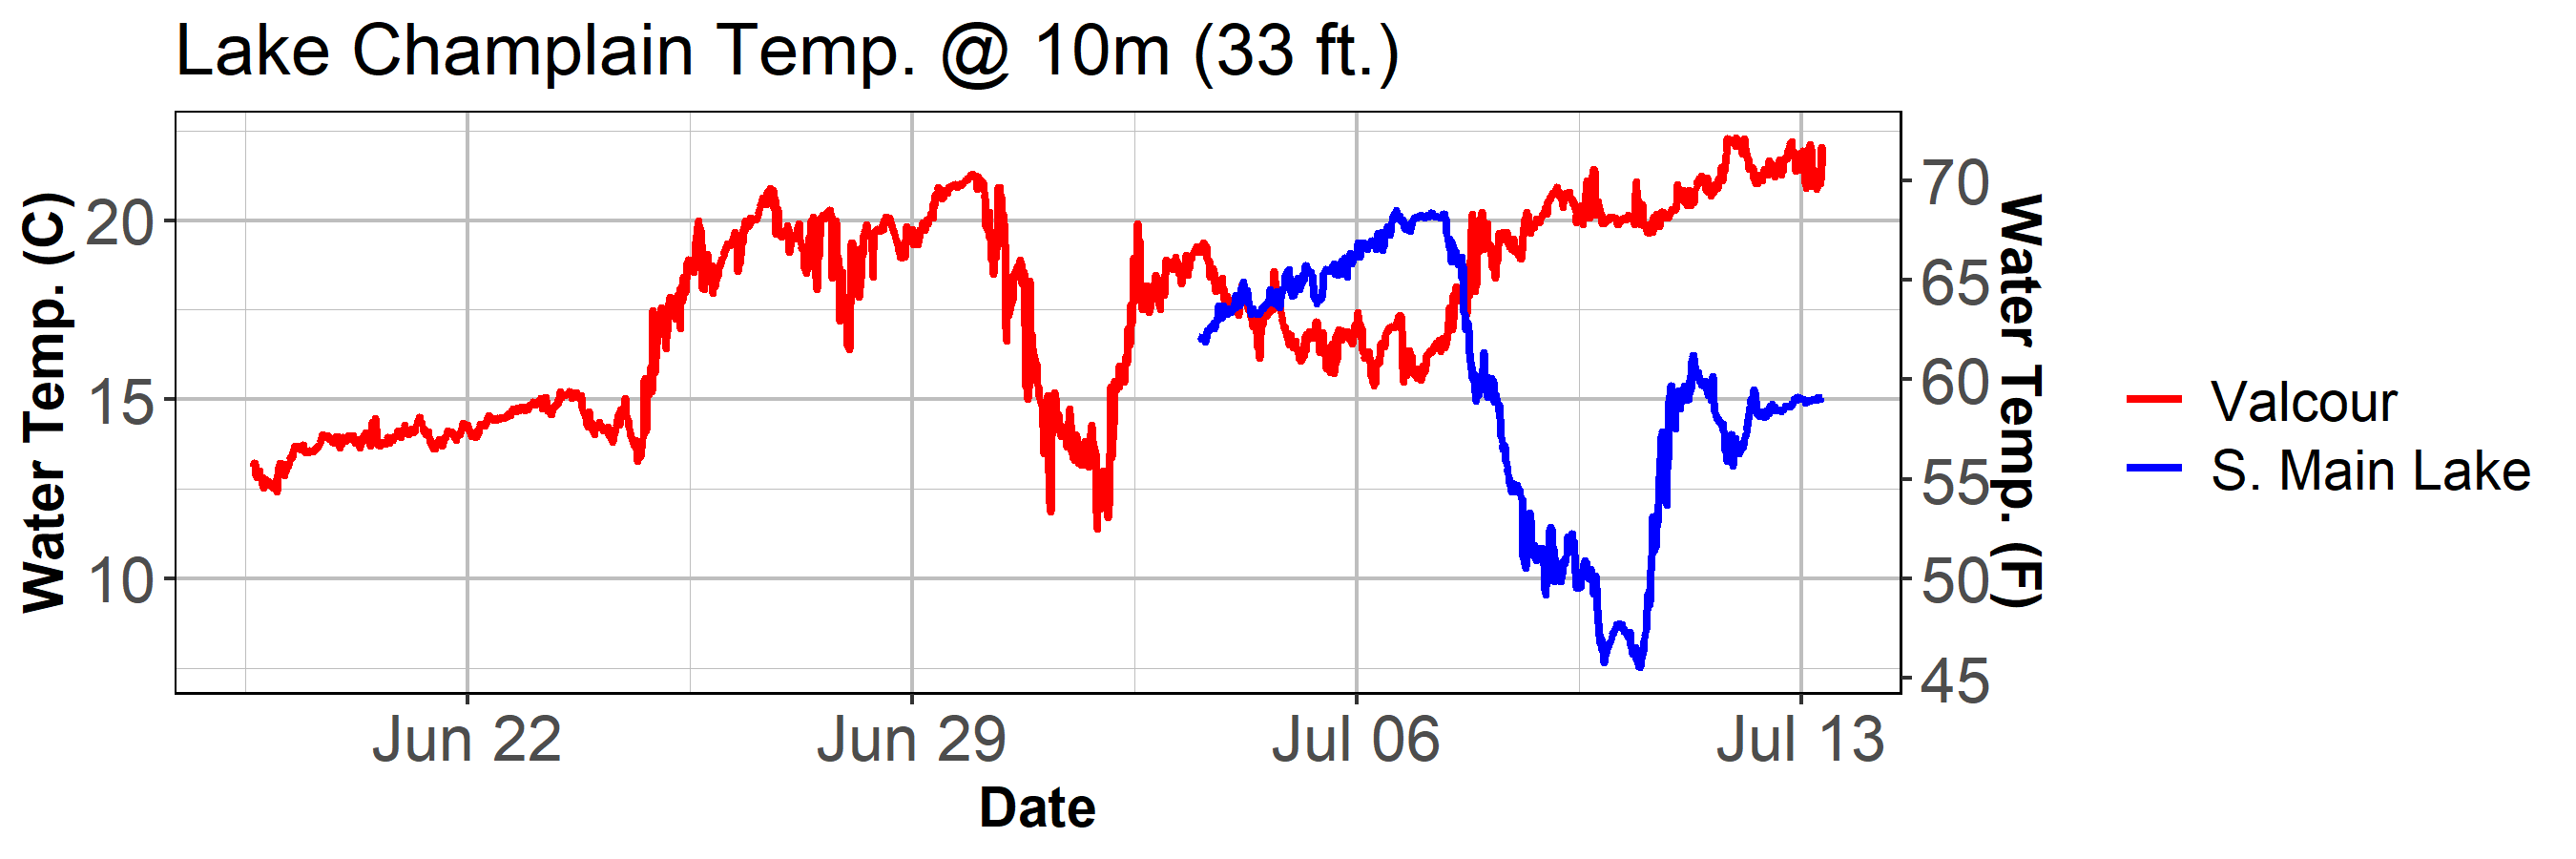 Lake Champlain Temp. @ 10m (33 ft.)
Water Temp. (C)
20
15
10
70
65
60
55
50
45
Water Temp. (F)
Jun 22
Jun 29
Jul 06
Jul 13
Date
Valcour
S. Main Lake